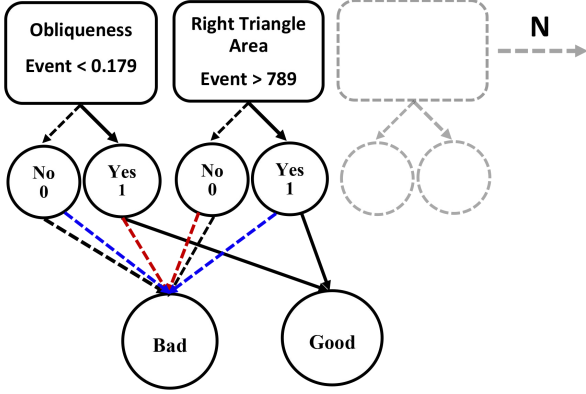 Obliqueness
Event < 0.179
Right Triangle
Area
Event > 789
N
No
0
Yes
1
No
0
Yes
1
Bad
Good